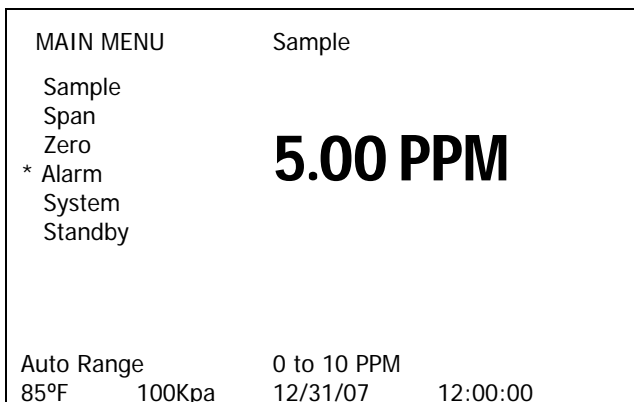 MAIN MENU Sample
Sample
Span
Zero
* Alarm
System
Standby
5.00 PPM
Auto Range 0 to 10 PPM
85ºF 100Kpa 12/31/07 12:00:00